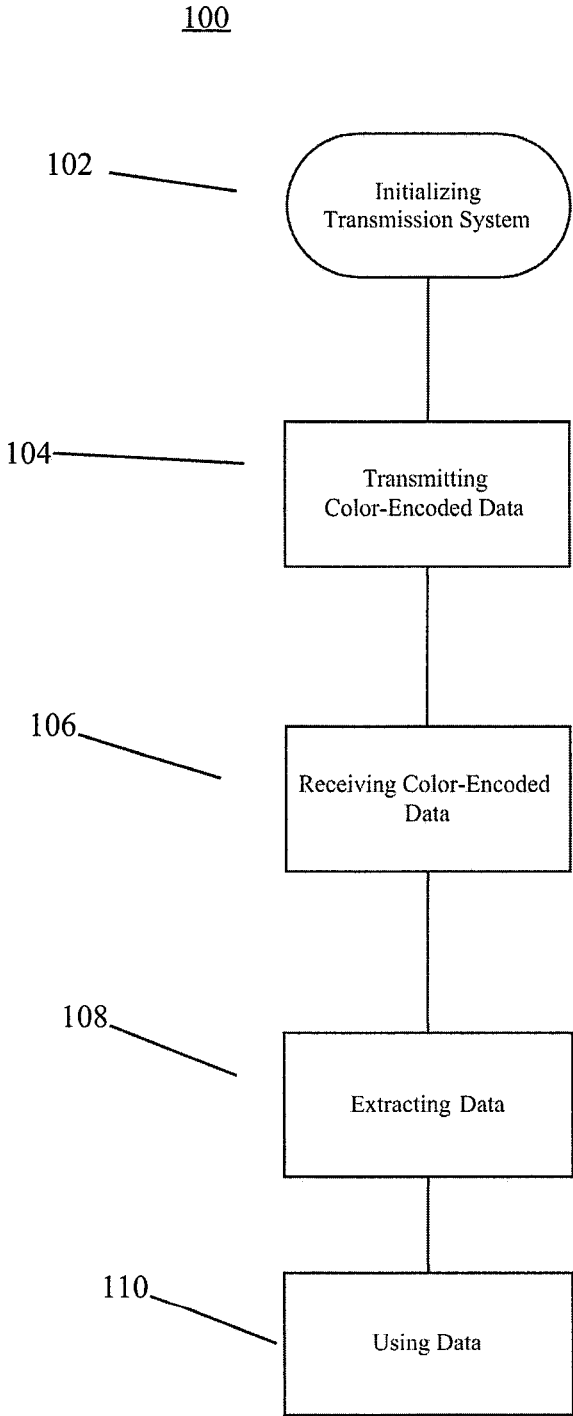 100
102
Initializing
Transmission System
104
Transmitting
Color-Encoded Data
106
Receiving Color-Encoded
Data
108
Extracting Data
110
Using Data